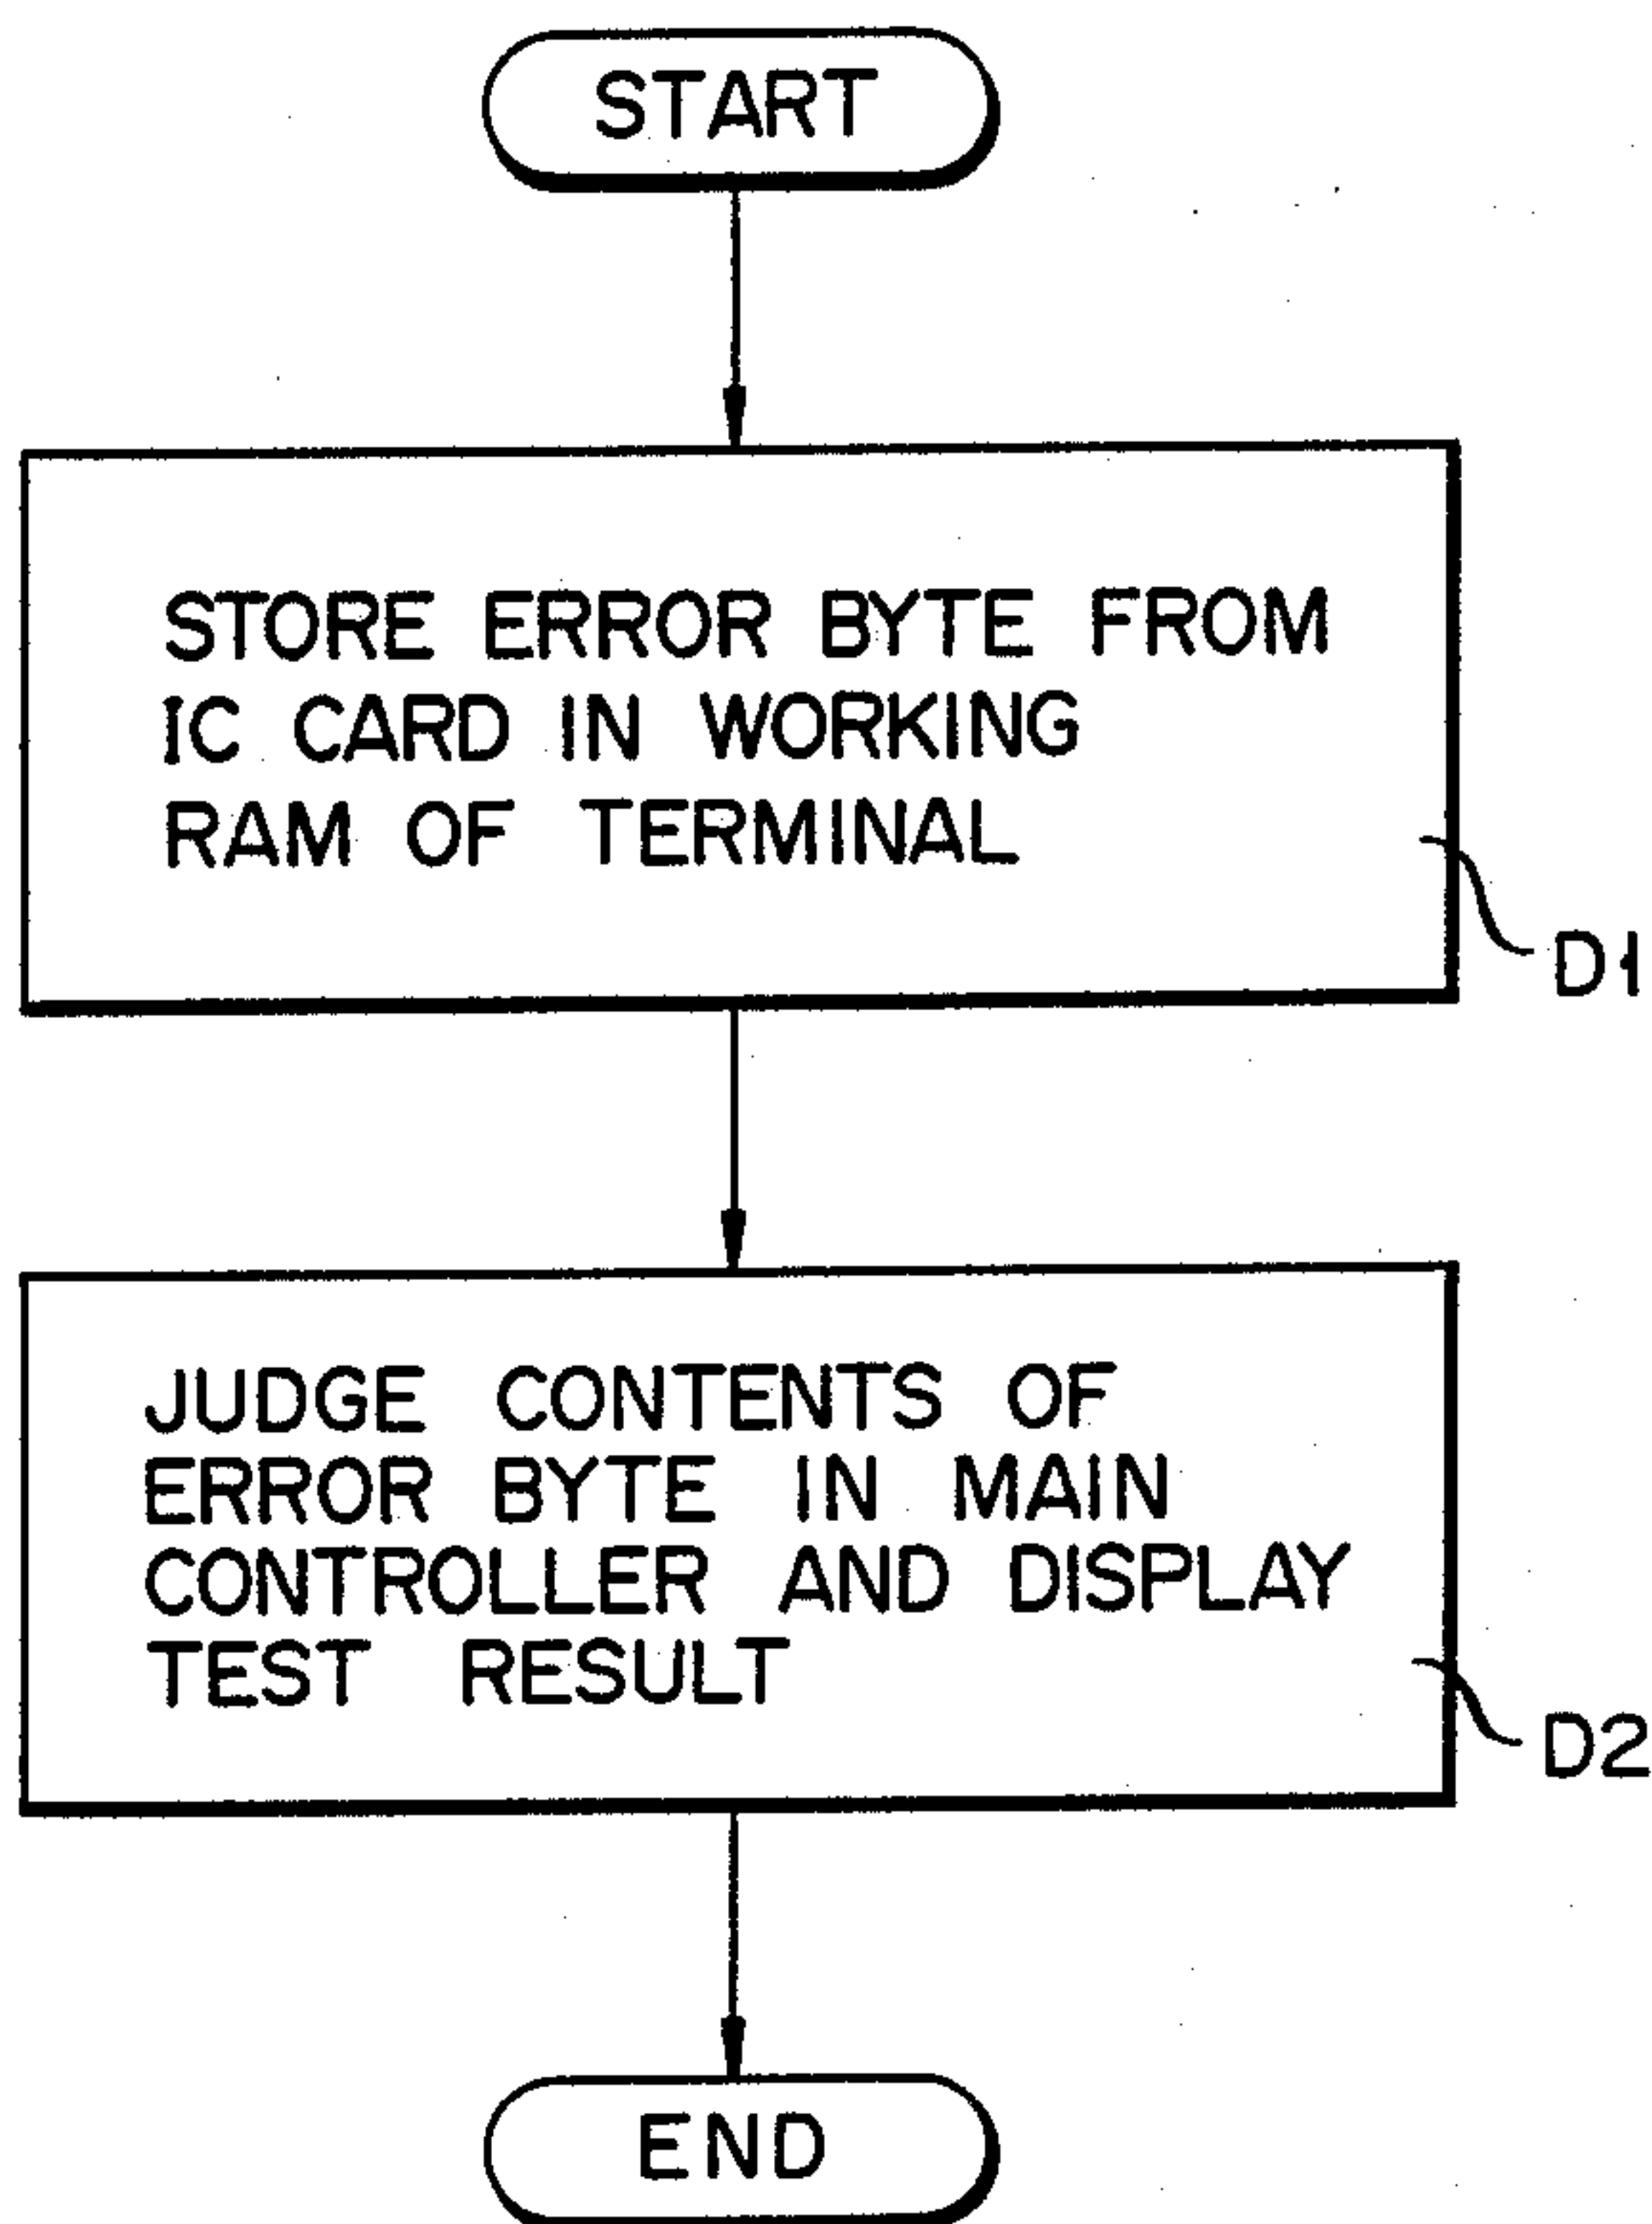 START
STORE ERROR BYTE FROM
IC CARD IN WORKING
RAM OF TERMINAL
D1
JUDGE CONTENTS OF
ERROR BYTE IN MAIN
CONTROLLER AND DISPLAY
TEST RESULT
D2
END